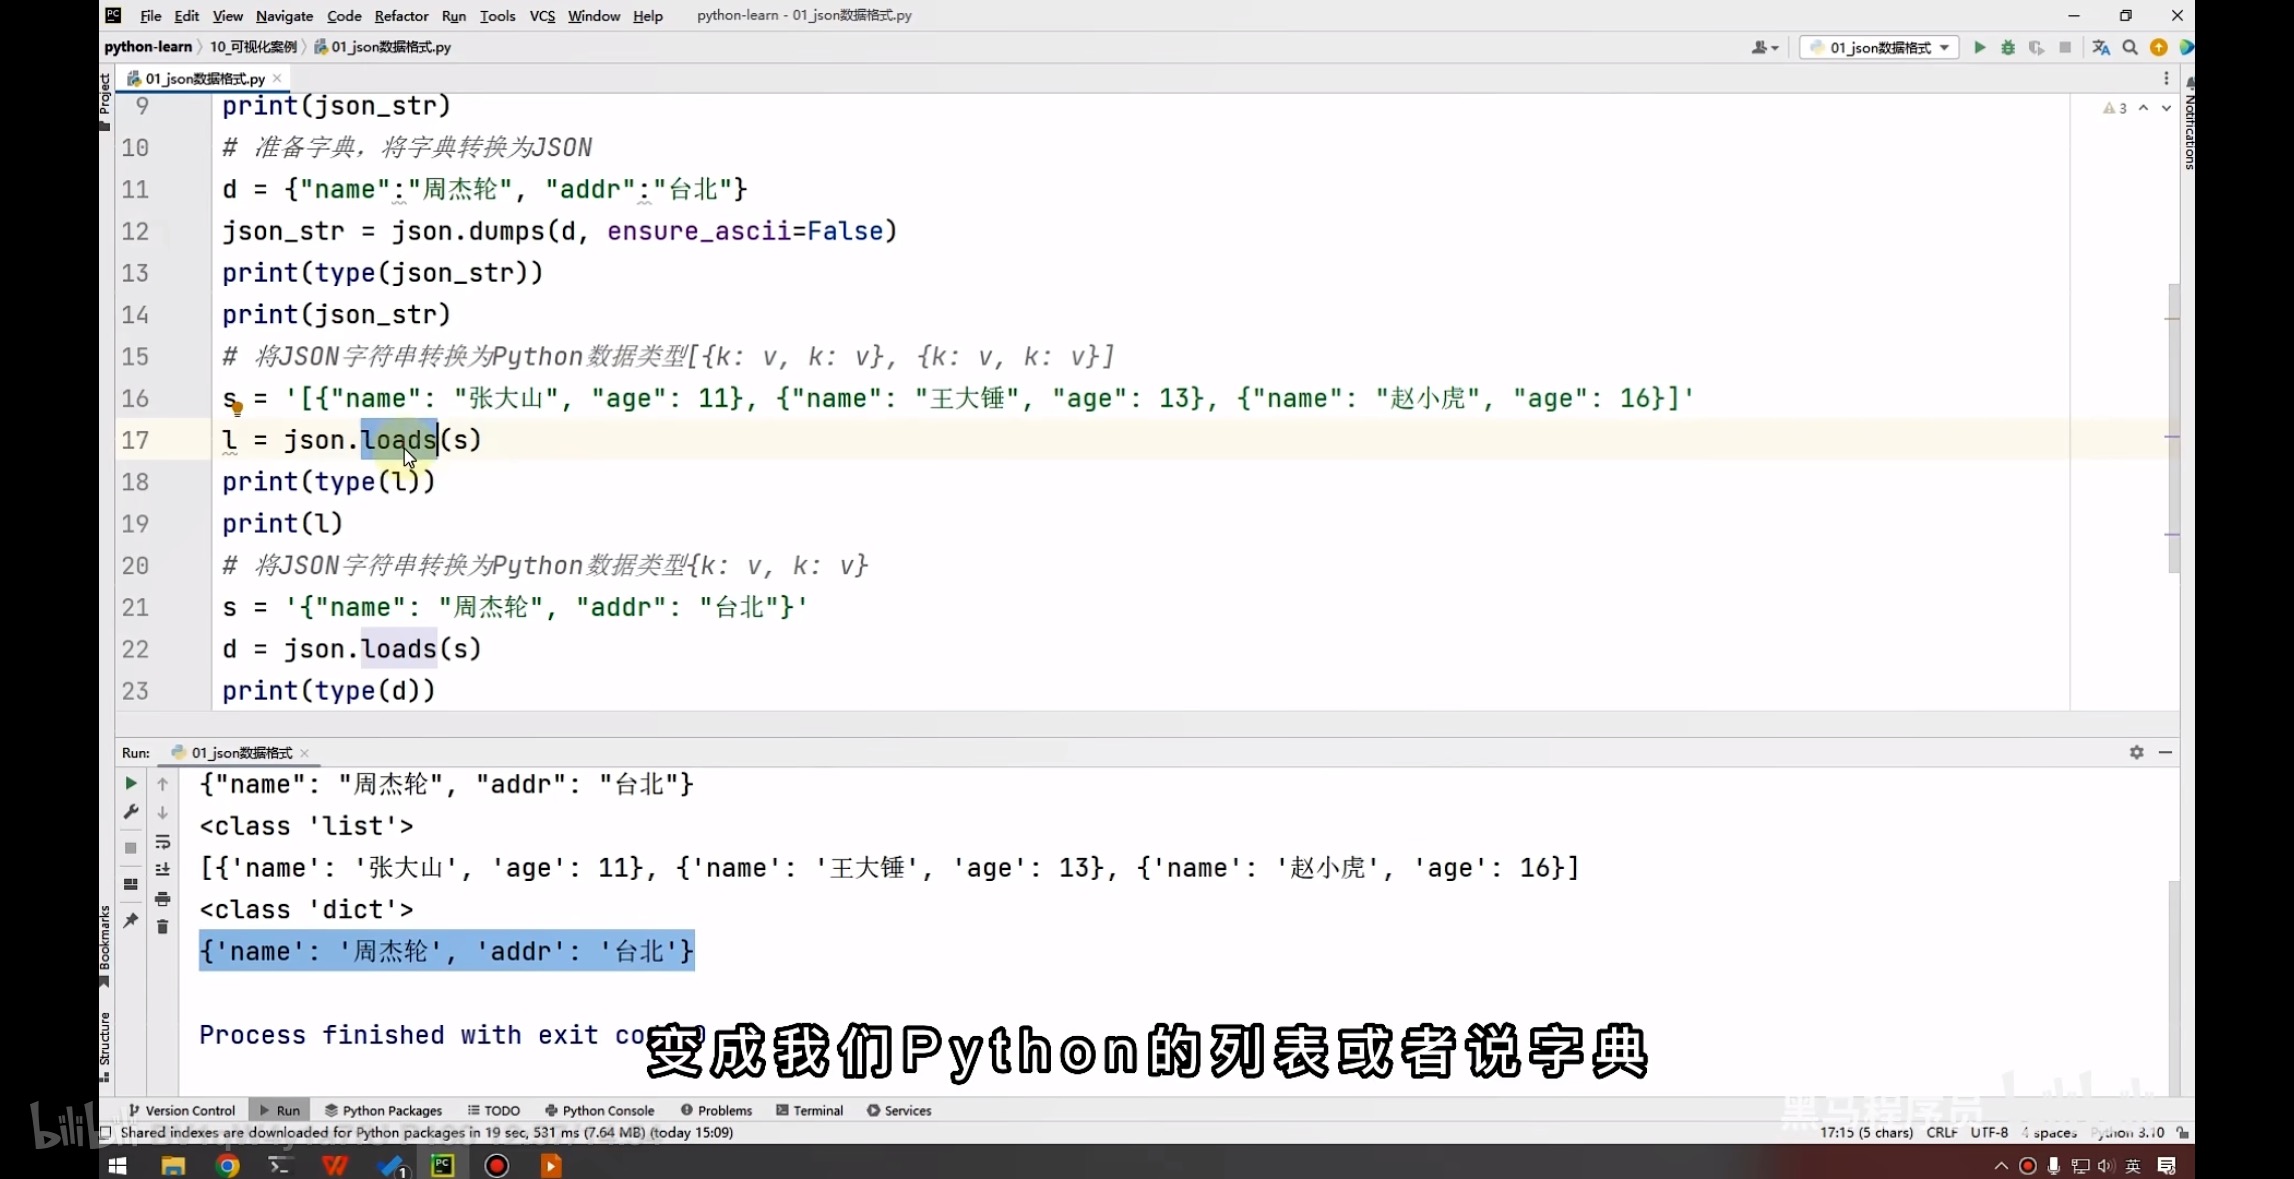 File Edit View Navigate Code Refactor Run Tools VCS Window Help python-learn - 01_json数据格式.py
python-learn 10_可视化案例 01_json数据格式.py 01_json数据格式
01_json数据格式.py
Project
Notifications
3
9 print(json_str)
10 # 准备字典，将字典转换为JSON
11 d = {"name":"周杰轮", "addr":"台北"}
12 json_str = json.dumps(d, ensure_ascii=False)
13 print(type(json_str))
14 print(json_str)
15 # 将JSON字符串转换为Python数据类型[{k: v, k: v}, {k: v, k: v}]
16 s = '[{"name": "张大山", "age": 11}, {"name": "王大锤", "age": 13}, {"name": "赵小虎", "age": 16}]'
17 l = json.loads(s)
18 print(type(l))
19 print(l)
20 # 将JSON字符串转换为Python数据类型{k: v, k: v}
21 s = '{"name": "周杰轮", "addr": "台北"}'
22 d = json.loads(s)
23 print(type(d))
Run: 01_json数据格式
{"name": "周杰轮", "addr": "台北"}
<class 'list'>
[{'name': '张大山', 'age': 11}, {'name': '王大锤', 'age': 13}, {'name': '赵小虎', 'age': 16}]
<class 'dict'>
{'name': '周杰轮', 'addr': '台北'}
Bookmarks
Structure
Process finished with exit
变成我们Python的列表或者说字典
黑马程序员
Version Control Run Python Packages TODO Python Console Problems Terminal Services
bilibili
Shared indexes are downloaded for Python packages in 19 sec, 531 ms (7.64 MB) (today 15:09) 17:15 (5 chars) CRLF UTF-8 4 spaces Python 3.10
英